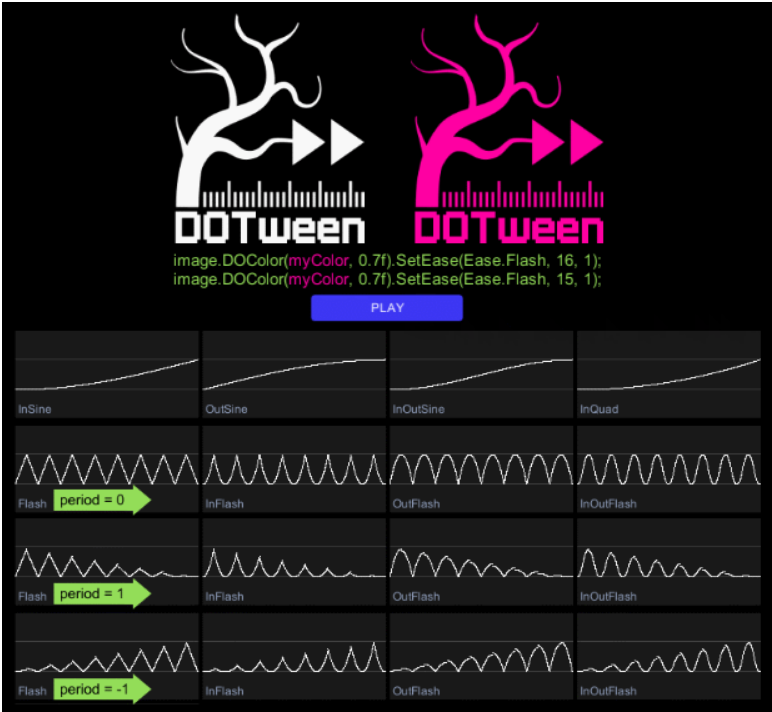 DOTween DOTween
image.DOColor(myColor, 0.7f).SetEase(Ease.Flash, 16, 1);
image.DOColor(myColor, 0.7f).SetEase(Ease.Flash, 15, 1);
PLAY
InSine OutSine InOutSine InQuad
Flash period = 0 InFlash OutFlash InOutFlash
Flash period = 1 InFlash OutFlash InOutFlash
Flash period = -1 InFlash OutFlash InOutFlash